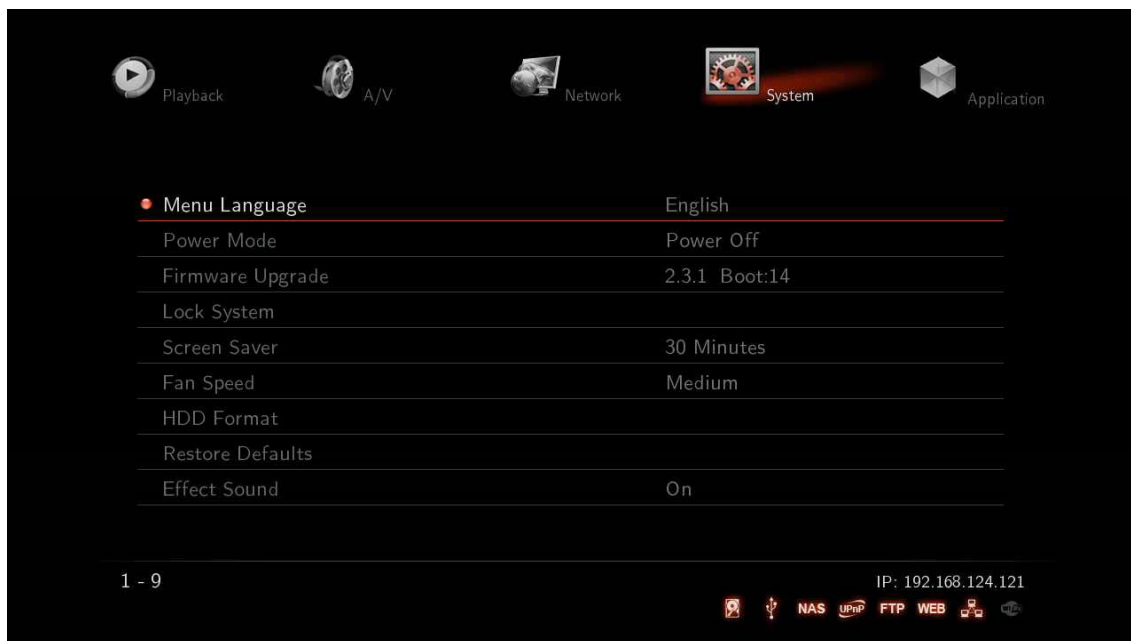 Playback A/V Network System Application
Menu Language English
Power Mode Power Off
Firmware Upgrade 2.3.1 Boot:14
Lock System
Screen Saver 30 Minutes
Fan Speed Medium
HDD Format
Restore Defaults
Effect Sound On
1 - 9 IP: 192.168.124.121
NAS UPnP FTP WEB